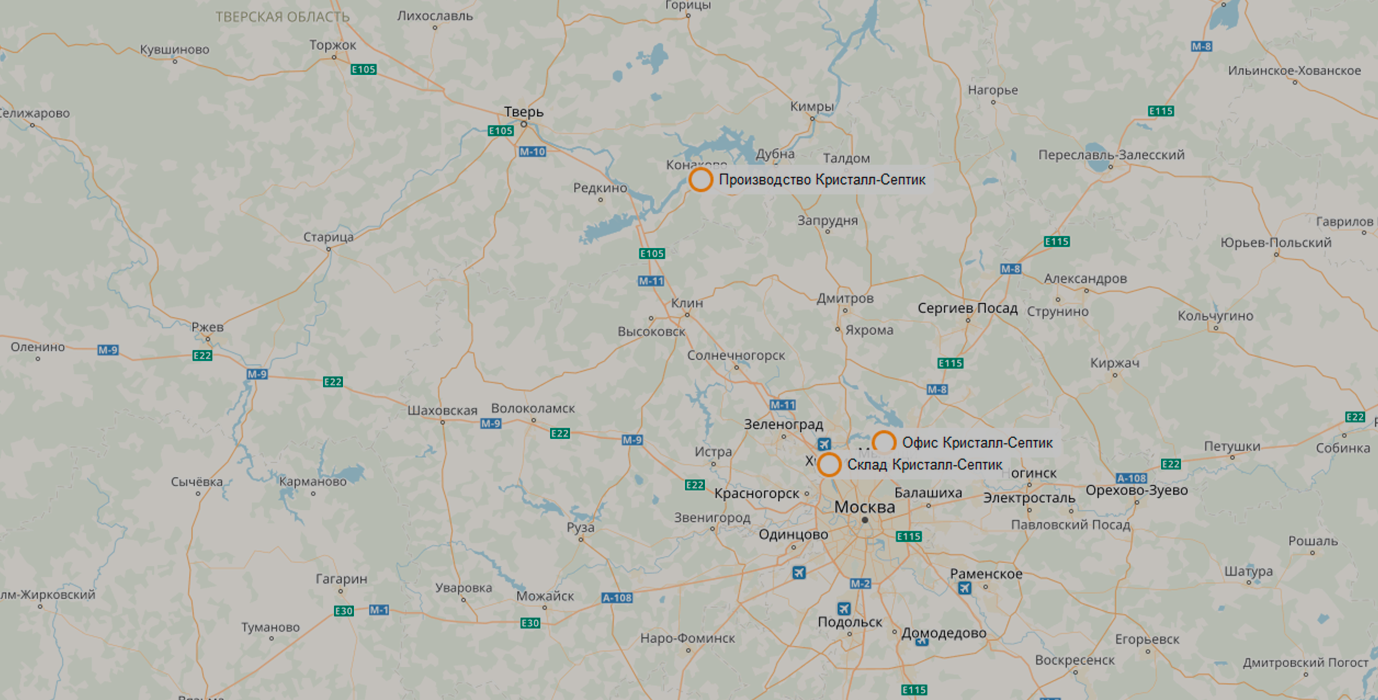 Горицы
ТВЕРСКАЯ ОБЛАСТЬ
Лихославль
Торжок
М-8
Кувшиново
E105
Ильинское-Хованское
Нагорье
Кимры
Тверь
E115
Селижарово
E105
М-10
Дубна
Талдом
Переславль-Залесский
Конаково
Производство Кристалл-Септик
Редкино
Запрудня
Гаврилов
Старица
E115
Юрьев-Польский
E105
М-8
М-11
Александров
Клин
Дмитров
Сергиев Посад
Струнино
Кольчугино
Ржев
Высоковск
Яхрома
Оленино
М-9
E22
Солнечногорск
E115
Киржач
М-9
E22
М-8
М-11
Шаховская
Волоколамск
E22
М-9
E22
М-9
Зеленоград
Офис Кристалл-Септик
Петушки
Собинка
Истра
Склад Кристалл-Септик
E22
огинск
А-108
Сычёвка
Карманово
E22
Красногорск
Балашиха
Электросталь
Орехово-Зуево
Москва
Звенигород
Павловский Посад
Руза
Одинцово
E115
Рошаль
Гагарин
Уваровка
М-2
Раменское
Шатура
лм-Жирковский
Можайск
А-108
E30
М-1
E30
Подольск
Туманово
Наро-Фоминск
Домодедово
Егорьевск
Воскресенск
Дмитровский Погост
E115